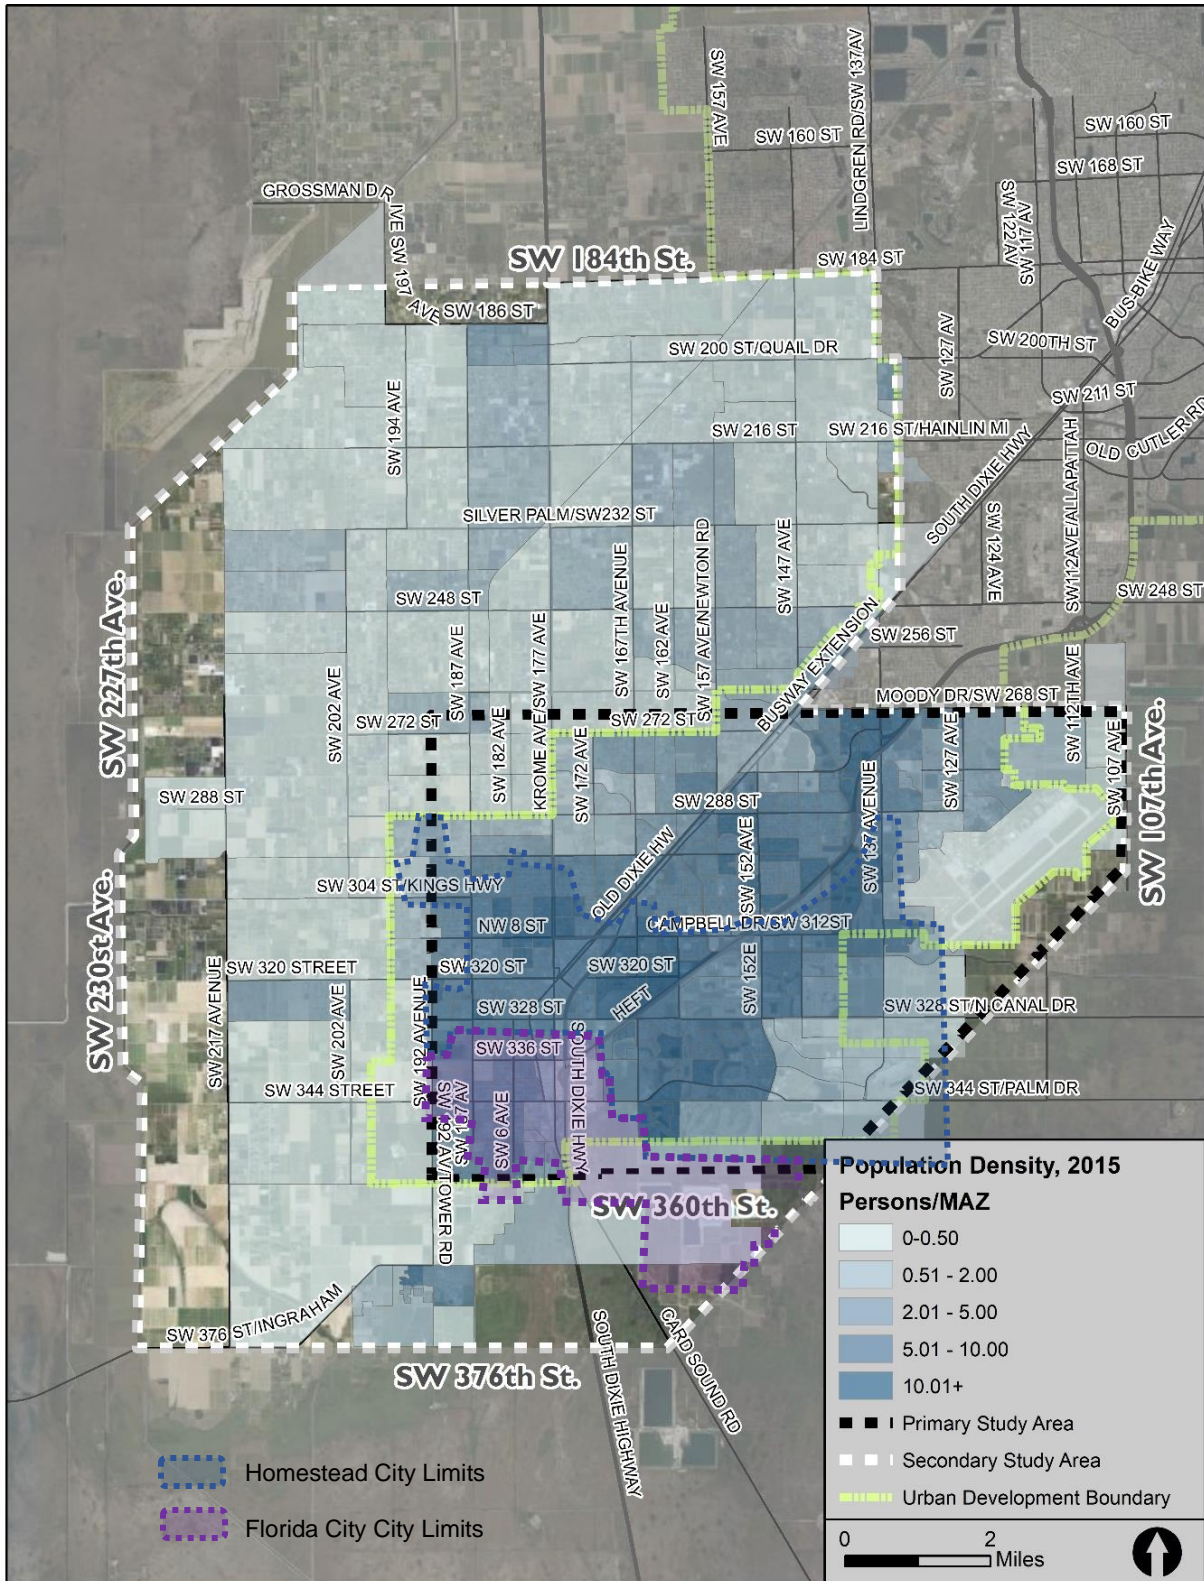 SW 157 AVE
LINDGREN RD/SW 137AV
SW 160 ST
SW 160 ST
SW 168 ST
SW 122 AV
SW 117 AV
GROSSMAN DR
IVE SW 197 AVE
SW 184th St.
SW 184 ST
BUS-BIKE WAY
SW 186 ST
SW 200 ST/QUAIL DR
SW 127 AV
SW 200TH ST
SW 194 AVE
SW 211 ST
SW 216 ST
SW 216 ST/HAINLIN MI
OLD CUTLER RD
SOUTH DIXIE HWY
SILVER PALM/SW232 ST
SW 124 AVE
SW112AVE/ALLAPATTAH
SW 147 AVE
SW 157 AVE/NEWTON RD
SW 167TH AVENUE
SW 162 AVE
SW 248 ST
SW 248 ST
SW 227th Ave.
SW 187 AVE
KROME AVE/SW 177 AVE
SW 256 ST
BUSWAY EXTENSION
SW 202 AVE
SW 272 ST
SW 272 ST
MOODY DR/SW 268 ST
SW 112TH AVE
SW 182 AVE
SW 172 AVE
SW 127 AVE
SW 107 AVE
SW 107th Ave.
SW 288 ST
SW 288 ST
SW 137 AVENUE
SW 152 AVE
OLD DIXIE HW
SW 230st Ave.
SW 304 ST/KINGS HWY
NW 8 ST
CAMPBELL DR/SW 312ST
SW 320 STREET
SW 320 ST
SW 320 ST
SW 152E
HEFT
SW 217 AVENUE
SW 202 AVE
SW 192 AVENUE
SW 328 ST
SW 328 ST/N CANAL DR
SW 336 ST
SOUTH DIXIE HWY
SW 344 STREET
SW 344 ST/PALM DR
SW 192 AV/TOWER RD
SW 187 AV
SW 6 AVE
SW 360th St.
SW 376 ST/INGRAHAM
SW 376th St.
SOUTH DIXIE HIGHWAY
CARD SOUND RD
Population Density, 2015
Persons/MAZ
0-0.50
0.51 - 2.00
2.01 - 5.00
5.01 - 10.00
10.01+
Primary Study Area
Secondary Study Area
Urban Development Boundary
0 2
Miles
Homestead City Limits
Florida City City Limits